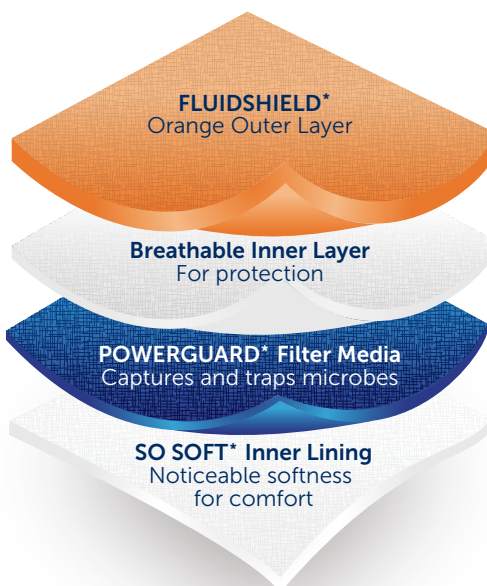 FLUIDSHIELD*
Orange Outer Layer
Breathable Inner Layer
For protection
POWERGUARD* Filter Media
Captures and traps microbes
SO SOFT* Inner Lining
Noticeable softness
for comfort